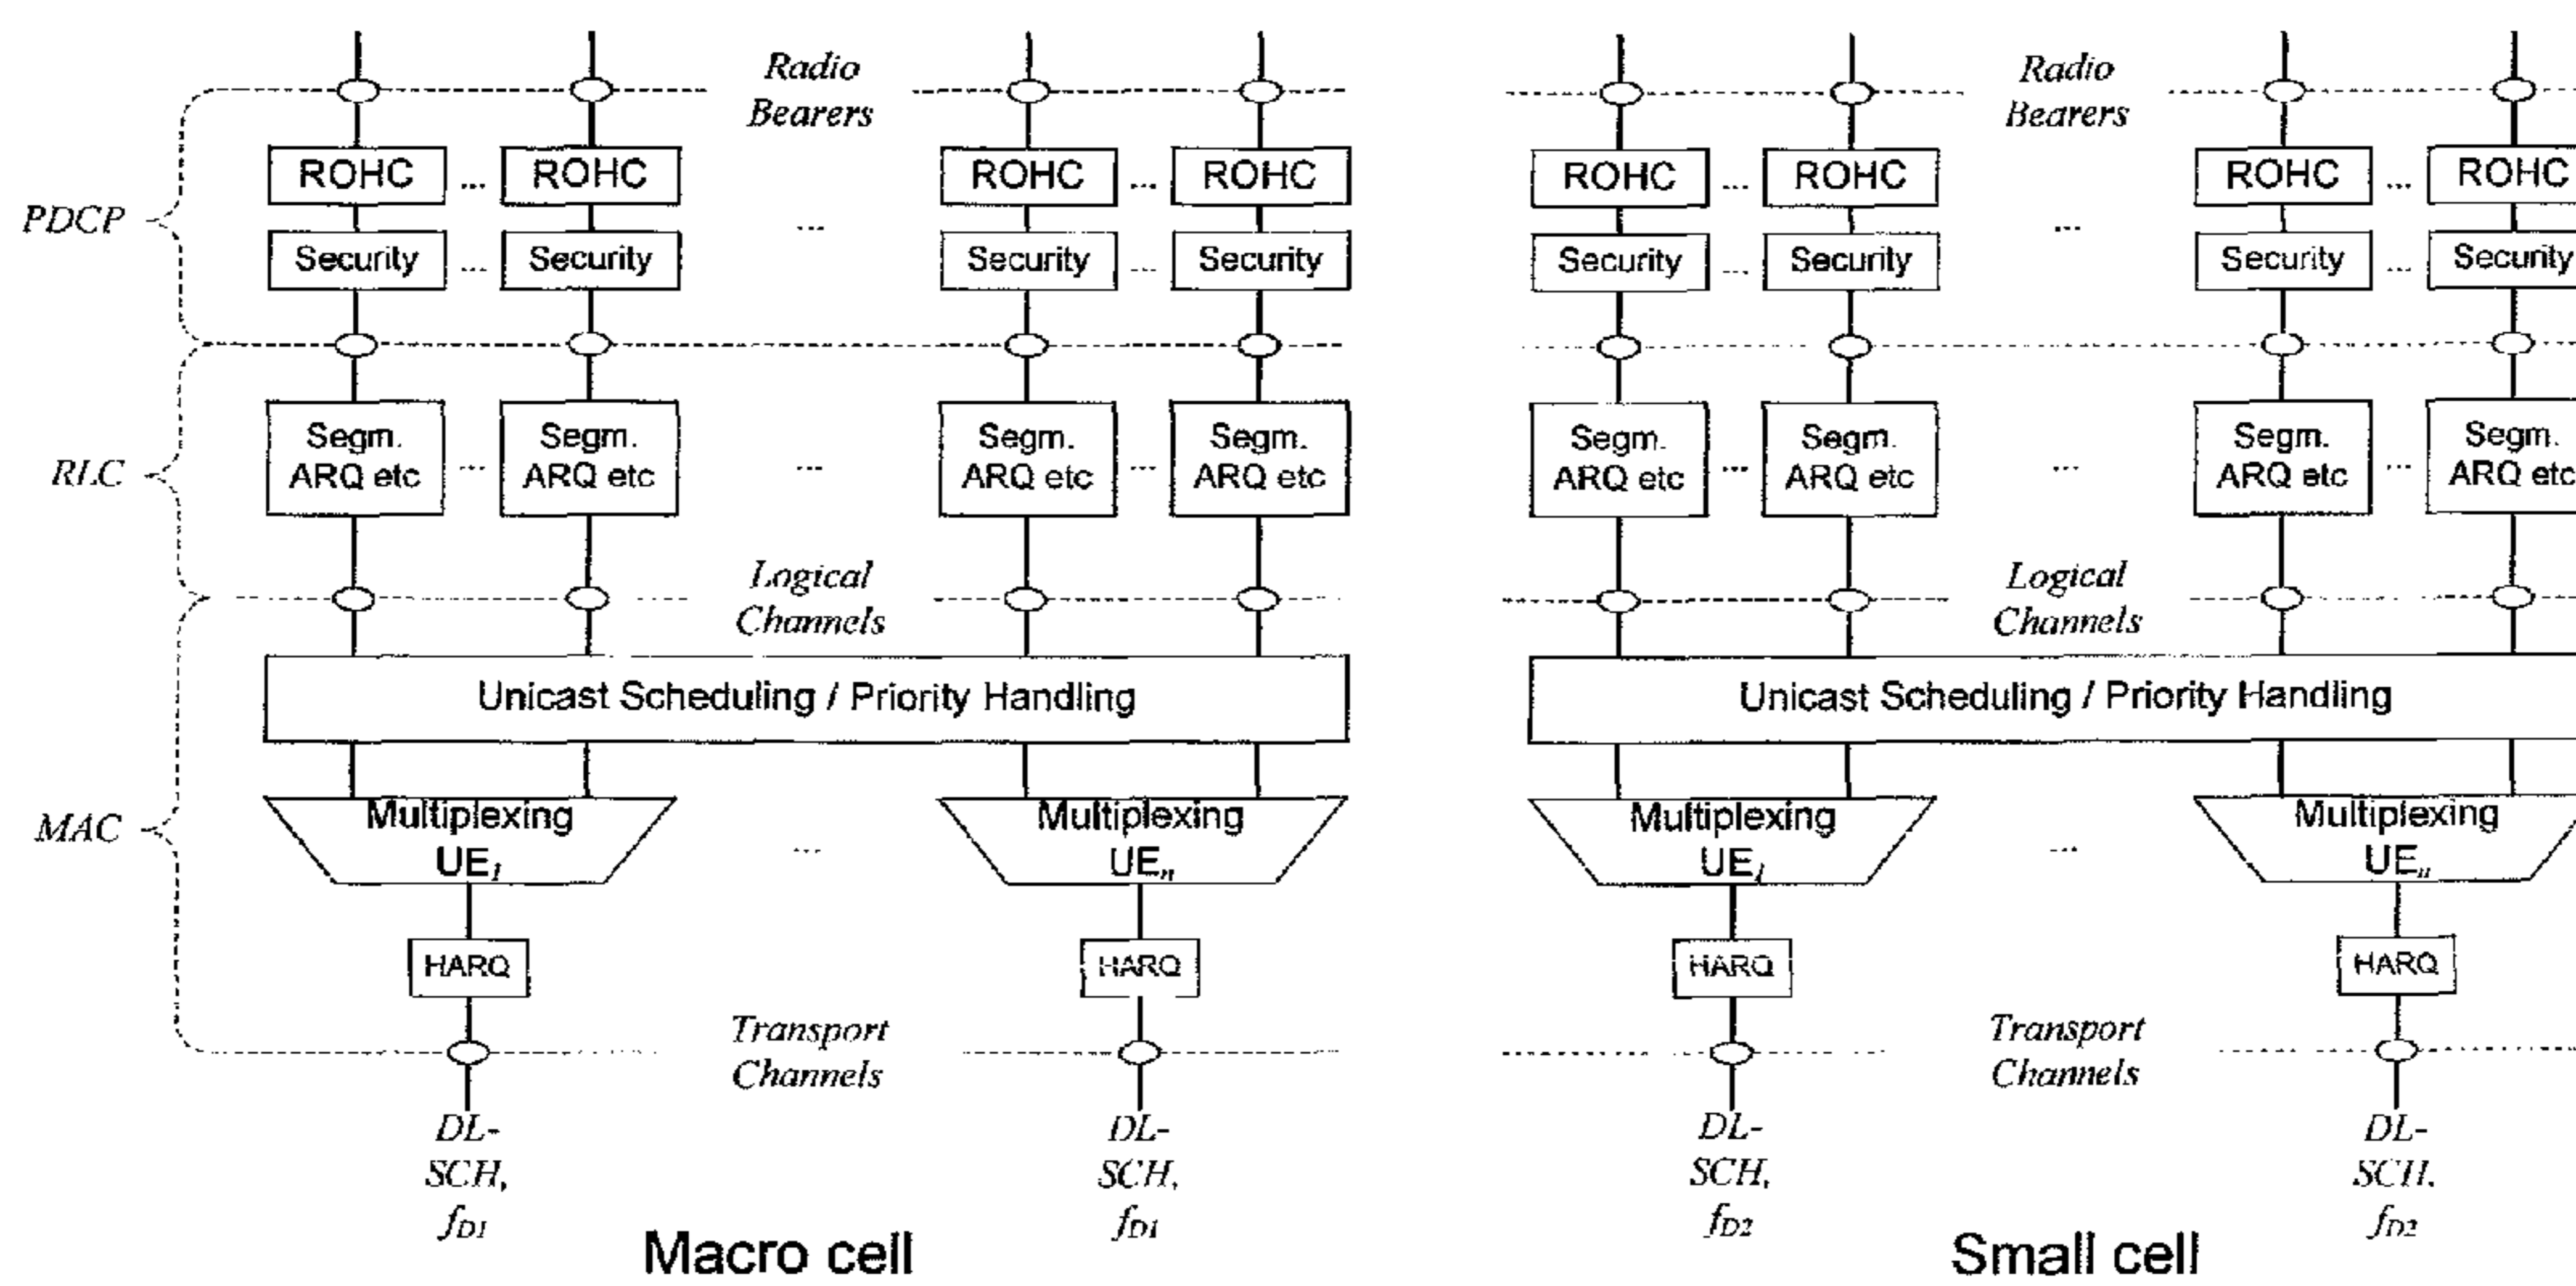 Radio
Bearers
Radio
Bearers
ROHC ... ROHC ROHC ... ROHC ROHC ... ROHC ROHC ... ROHC
PDCP
... ...
Security ... Security Security ... Security Security ... Security Security ... Security
Segm. Segm. Segm. Segm. Segm. Segm. Segm. Segm.
RLC
ARQ etc ... ARQ etc ... ARQ etc ... ARQ etc ARQ etc ... ARQ etc ... ARQ etc ... ARQ etc
Logical
Channels
Logical
Channels
Unicast Scheduling / Priority Handling Unicast Scheduling / Priority Handling
MAC
Multiplexing
UE1
...
Multiplexing
UEn
Multiplexing
UE1
...
Multiplexing
UEn
HARQ HARQ HARQ HARQ
Transport
Channels
Transport
Channels
DL-
SCH,
fD1
DL-
SCH,
fD1
DL-
SCH,
fD2
DL-
SCH,
fD2
Macro cell Small cell